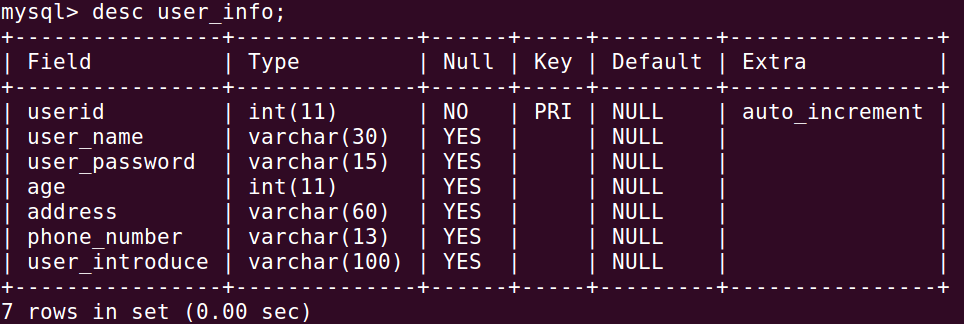 mysql> desc user_info;
+----------------+--------------+------+-----+---------+----------------+
| Field          | Type         | Null | Key | Default | Extra          |
+----------------+--------------+------+-----+---------+----------------+
| userid         | int(11)      | NO   | PRI | NULL    | auto_increment |
| user_name      | varchar(30)  | YES  |     | NULL    |                |
| user_password  | varchar(15)  | YES  |     | NULL    |                |
| age            | int(11)      | YES  |     | NULL    |                |
| address        | varchar(60)  | YES  |     | NULL    |                |
| phone_number   | varchar(13)  | YES  |     | NULL    |                |
| user_introduce | varchar(100) | YES  |     | NULL    |                |
+----------------+--------------+------+-----+---------+----------------+
7 rows in set (0.00 sec)